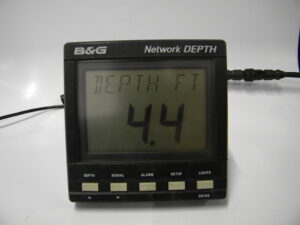 B&G Network DEPTH
DEPTH FT
4.4
DEPTH SIGNAL ALARM SETUP LIGHTS
ENTER